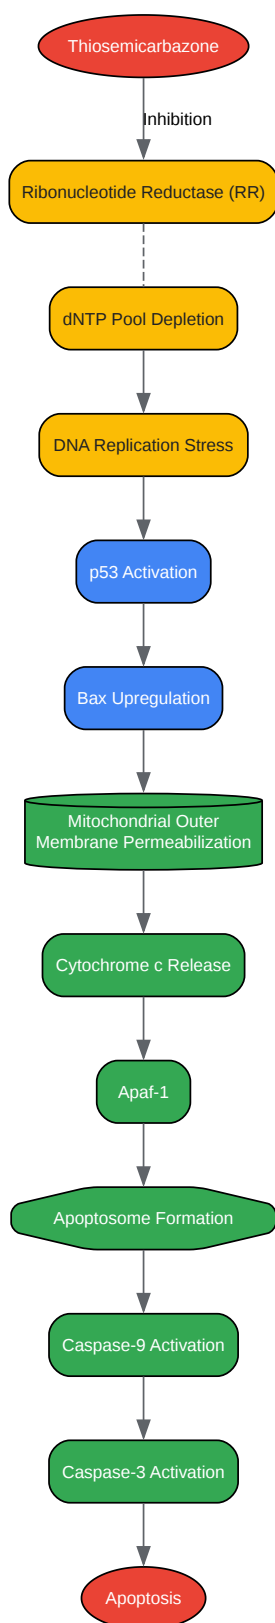 Thiosemicarbazone
Inhibition
Ribonucleotide Reductase (RR)
dNTP Pool Depletion
DNA Replication Stress
p53 Activation
Bax Upregulation
Mitochondrial Outer
Membrane Permeabilization
Cytochrome c Release
Apaf-1
Apoptosome Formation
Caspase-9 Activation
Caspase-3 Activation
Apoptosis